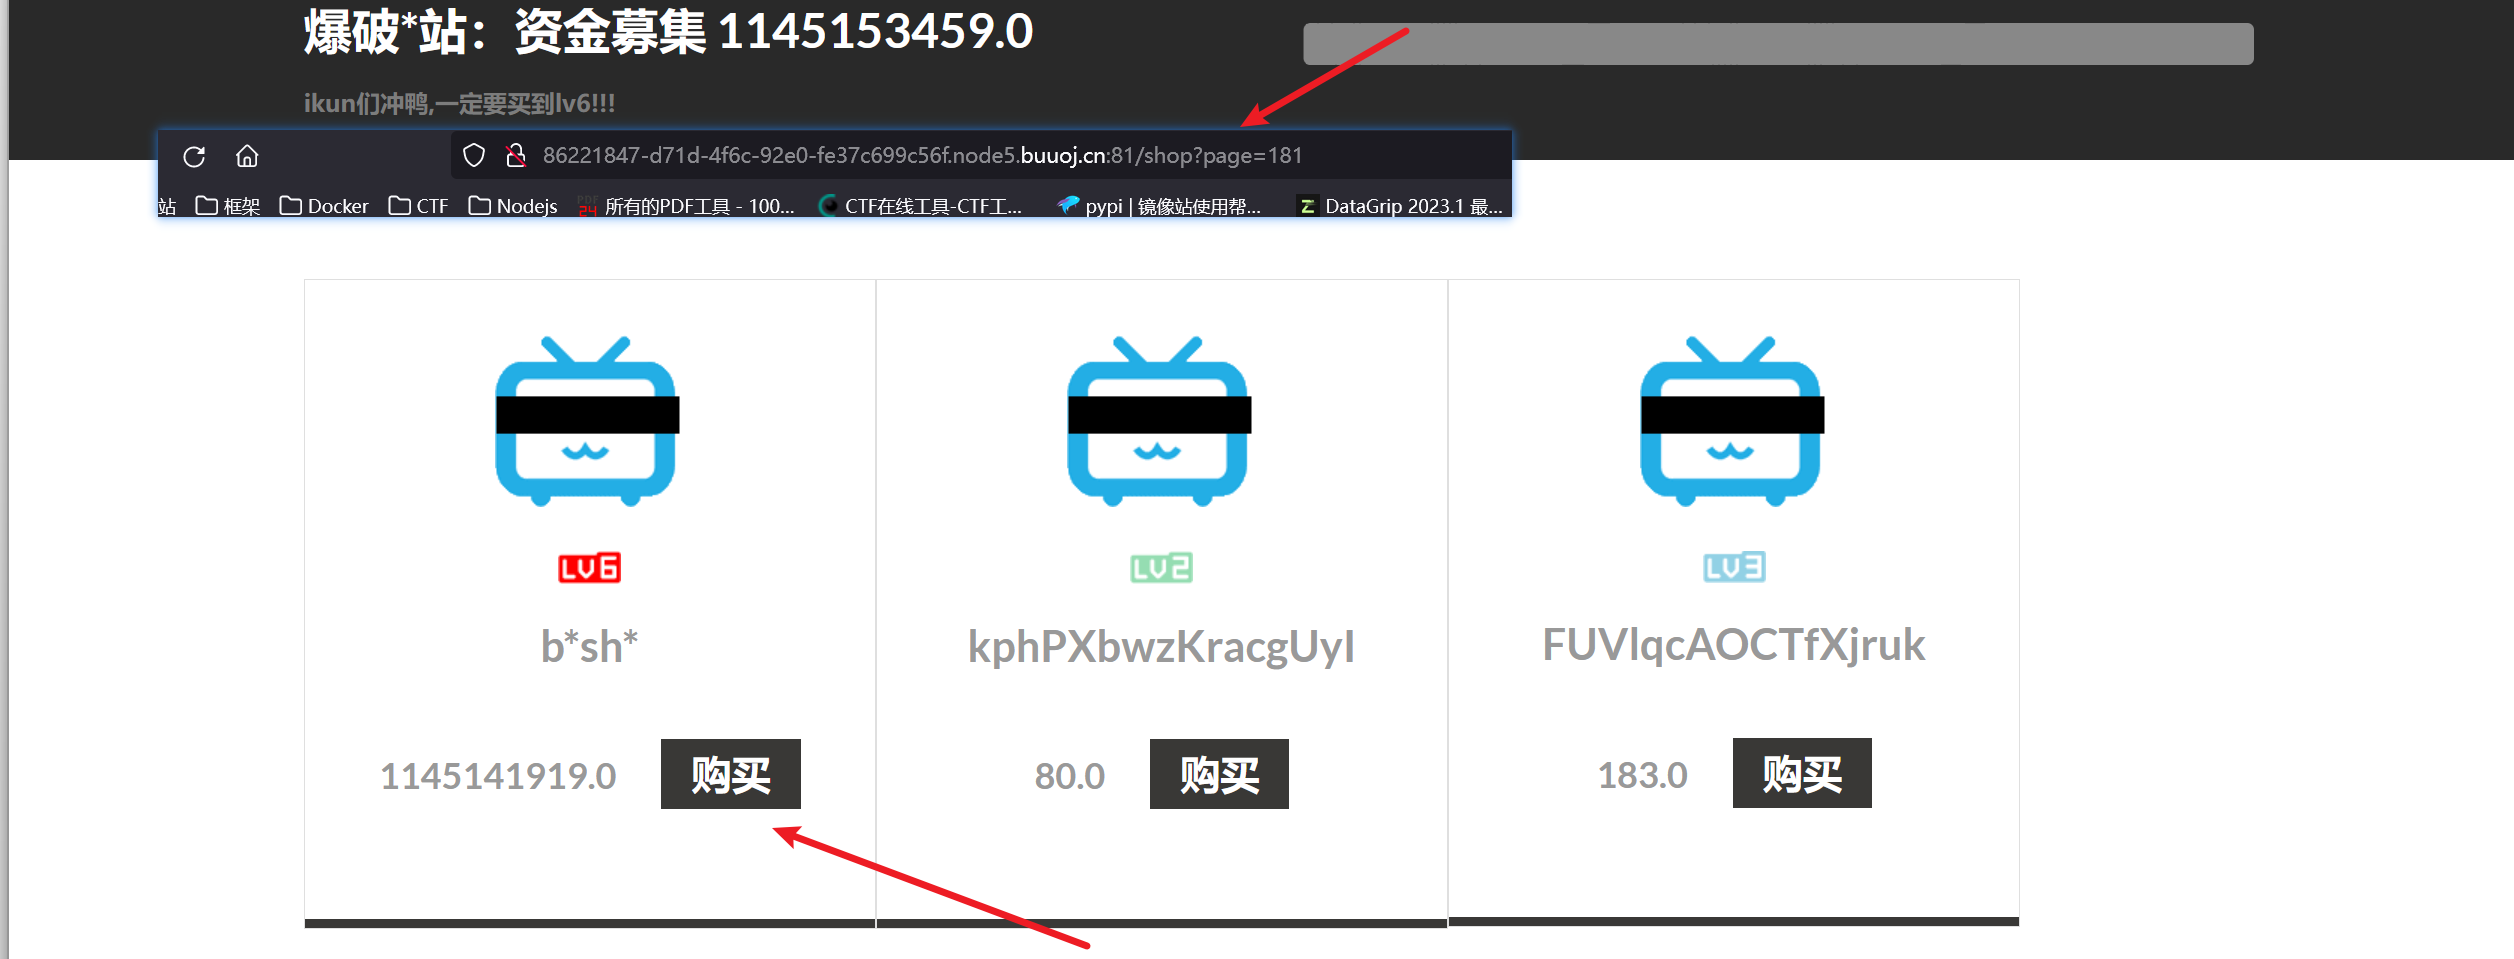 爆破*站：资金募集 1145153459.0
ikun们冲鸭,一定要买到lv6!!!
86221847-d71d-4f6c-92e0-fe37c699c56f.node5.buuoj.cn:81/shop?page=181
站 框架 Docker CTF Nodejs PDF 24 所有的PDF工具 - 100... CTF在线工具-CTF工... pypi | 镜像站使用帮... DataGrip 2023.1 最...
LV6 LV2 LV3
b*sh* kphPXbwzKracgUyI FUVlqcAOCTfXjruk
1145141919.0 购买 80.0 购买 183.0 购买